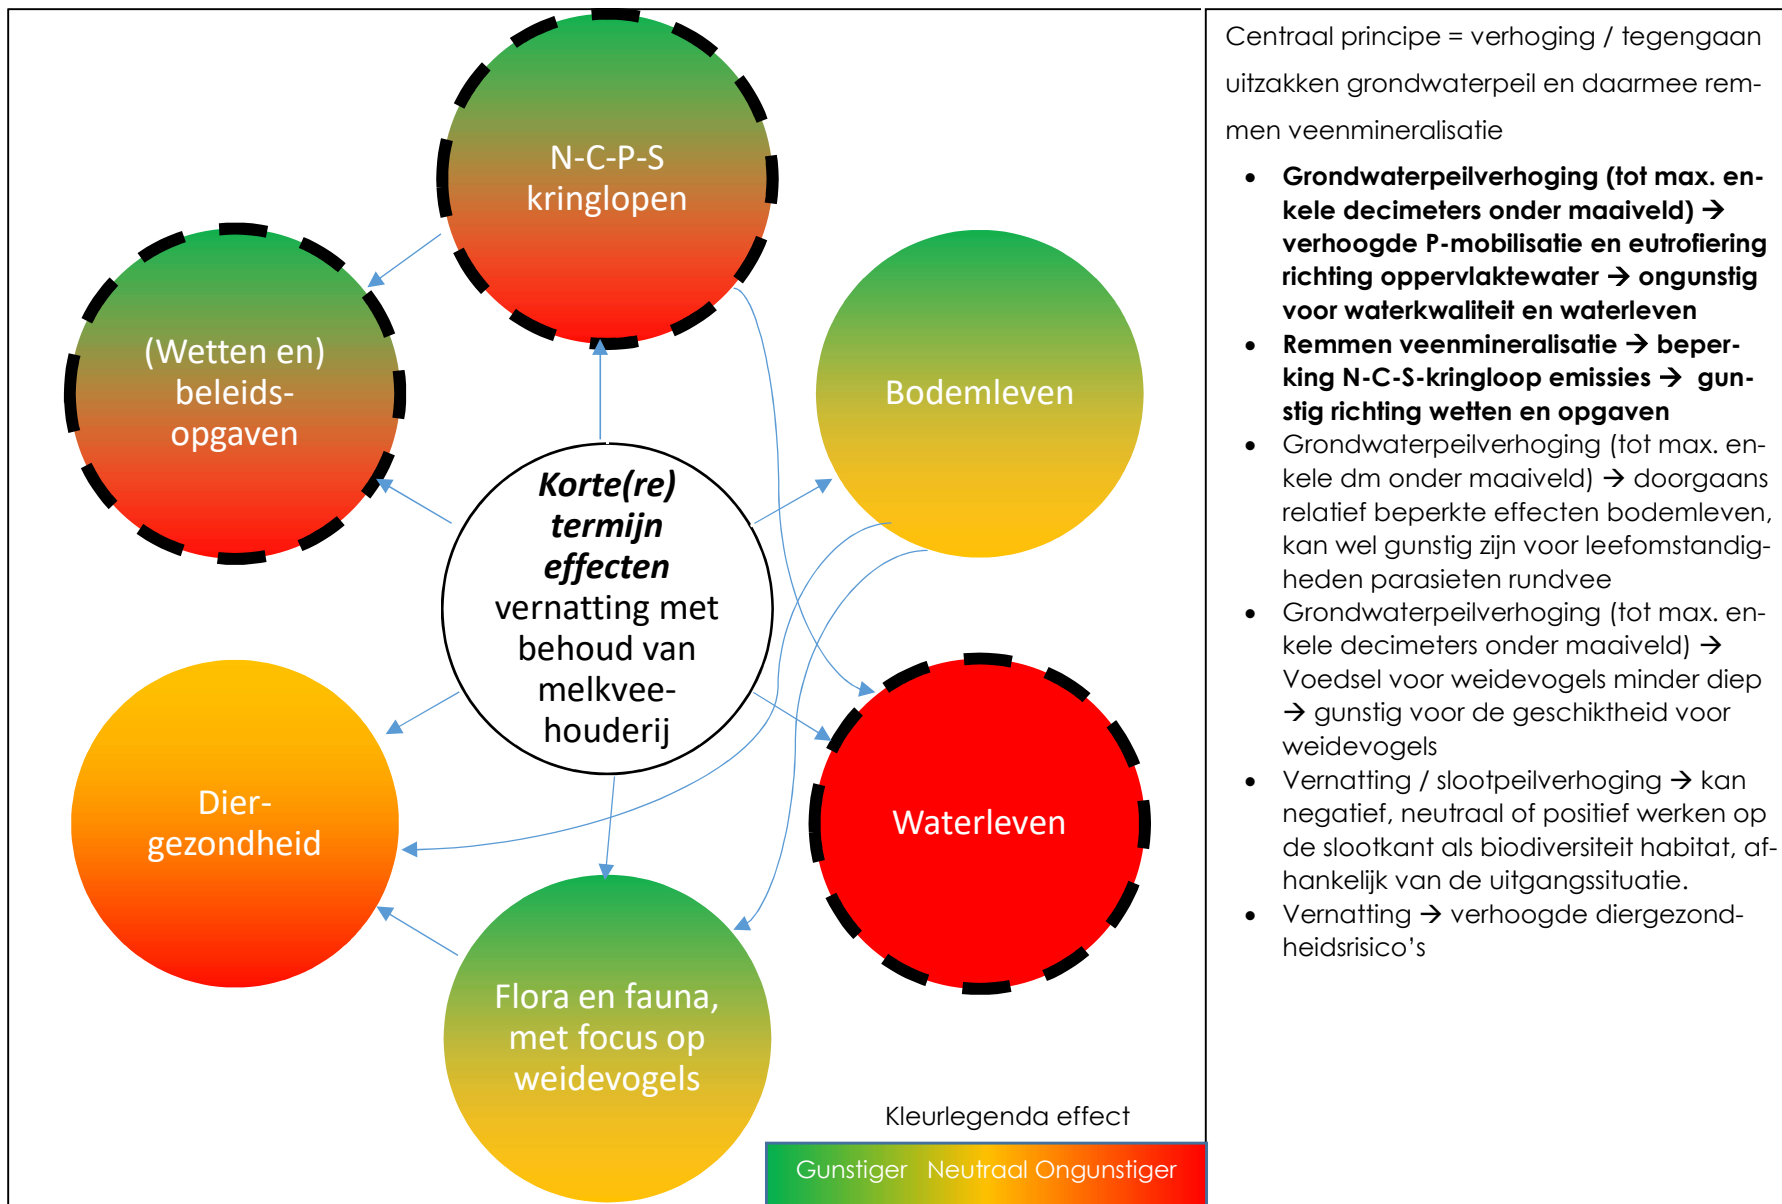 N-C-P-S
kringlopen
(Wetten en)
beleids-
opgaven
Bodemleven
Korte(re)
termijn
effecten
vernatting met
behoud van
melkvee-
houderij
Dier-
gezondheid
Waterleven
Flora en fauna,
met focus op
weidevogels
Kleurlegenda effect
Gunstiger Neutraal Ongunstiger
Centraal principe = verhoging / tegengaan
uitzakken grondwaterpeil en daarmee rem-
men veenmineralisatie
• Grondwaterpeilverhoging (tot max. en-
kele decimeters onder maaiveld) →
verhoogde P-mobilisatie en eutrofiering
richting oppervlaktewater → ongunstig
voor waterkwaliteit en waterleven
• Remmen veenmineralisatie → beper-
king N-C-S-kringloop emissies → gun-
stig richting wetten en opgaven
• Grondwaterpeilverhoging (tot max. en-
kele dm onder maaiveld) → doorgaans
relatief beperkte effecten bodemleven,
kan wel gunstig zijn voor leefomstandig-
heden parasieten rundvee
• Grondwaterpeilverhoging (tot max. en-
kele decimeters onder maaiveld) →
Voedsel voor weidevogels minder diep
→ gunstig voor de geschiktheid voor
weidevogels
• Vernatting / slootpeilverhoging → kan
negatief, neutraal of positief werken op
de slootkant als biodiversiteit habitat, af-
hankelijk van de uitgangssituatie.
• Vernatting → verhoogde diergezond-
heidsrisico’s